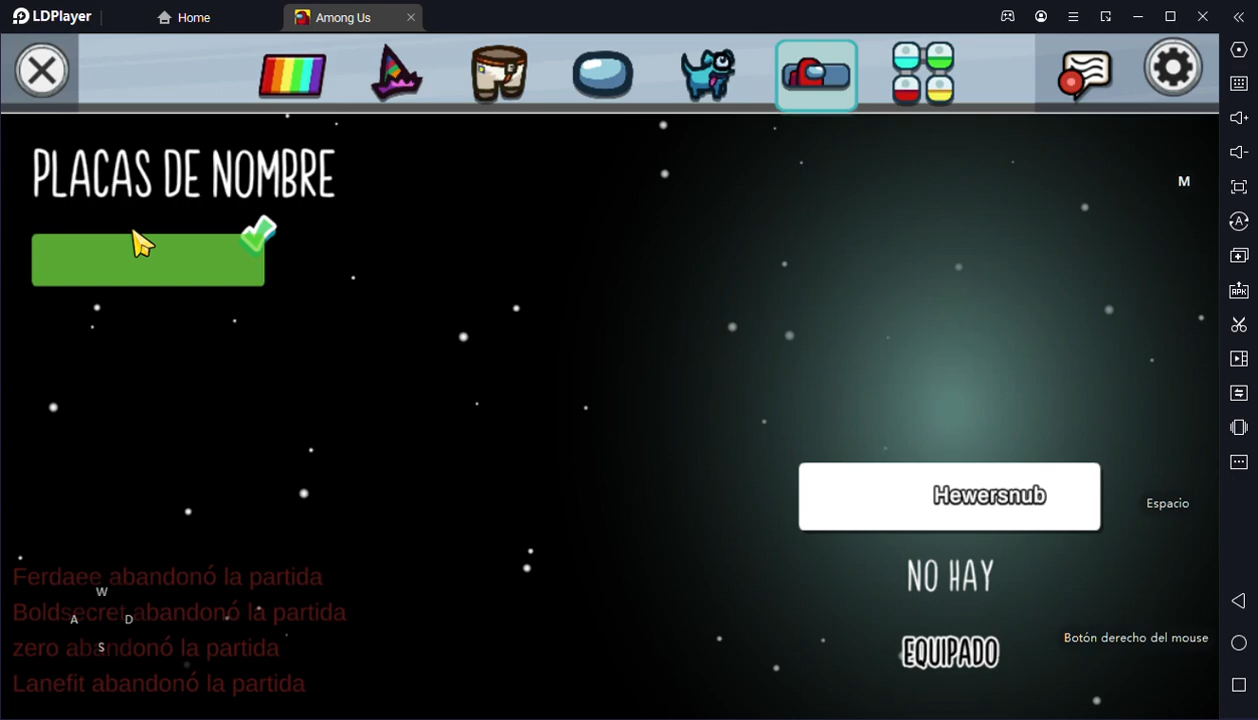 LDPlayer
Home
Among Us
PLACAS DE NOMBRE
M
APK
A
Hewersnub
Espacio
NO HAY
Ferdaee abandonó la partida
W
Boldsecret abandonó la partida
A
D
S
zero abandonó la partida
Botón derecho del mouse
EQUIPADO
Lanefit abandonó la partida